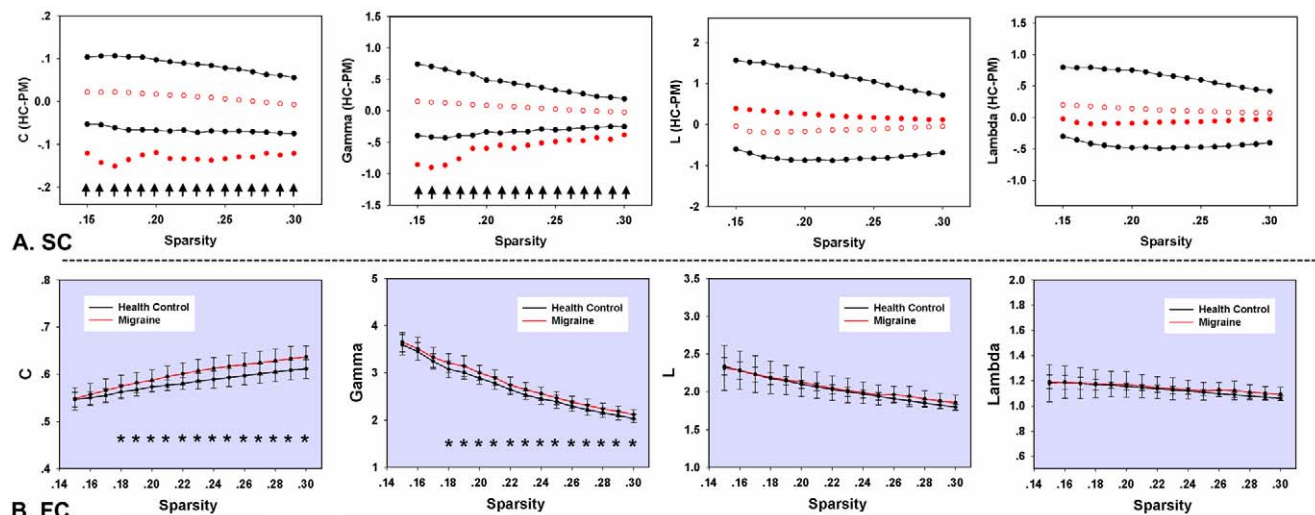 C (HC-PM)
.2
.1
0.0
-.1
-.2
.15 .20 .25 .30
Sparsity
Gamma (HC-PM)
1.5
1.0
.5
0.0
-.5
-1.0
-1.5
.15 .20 .25 .30
Sparsity
L (HC-PM)
2
1
0
-1
-2
.15 .20 .25 .30
Sparsity
Lambda (HC-PM)
1.5
1.0
.5
0.0
-.5
-1.0
.15 .20 .25 .30
Sparsity
A. SC
C
.8
.7
.6
.5
.4
Health Control
Migraine
* * * * * * * * * * * * *
.14 .16 .18 .20 .22 .24 .26 .28 .30
Sparsity
Gamma
5
4
3
2
1
Health Control
Migraine
* * * * * * * * * * * * *
.14 .16 .18 .20 .22 .24 .26 .28 .30
Sparsity
L
3.5
3.0
2.5
2.0
1.5
1.0
Health Control
Migraine
.14 .16 .18 .20 .22 .24 .26 .28 .30
Sparsity
Lambda
2.0
1.8
1.6
1.4
1.2
1.0
.8
.6
Health Control
Migraine
.14 .16 .18 .20 .22 .24 .26 .28 .30
Sparsity
B. FC